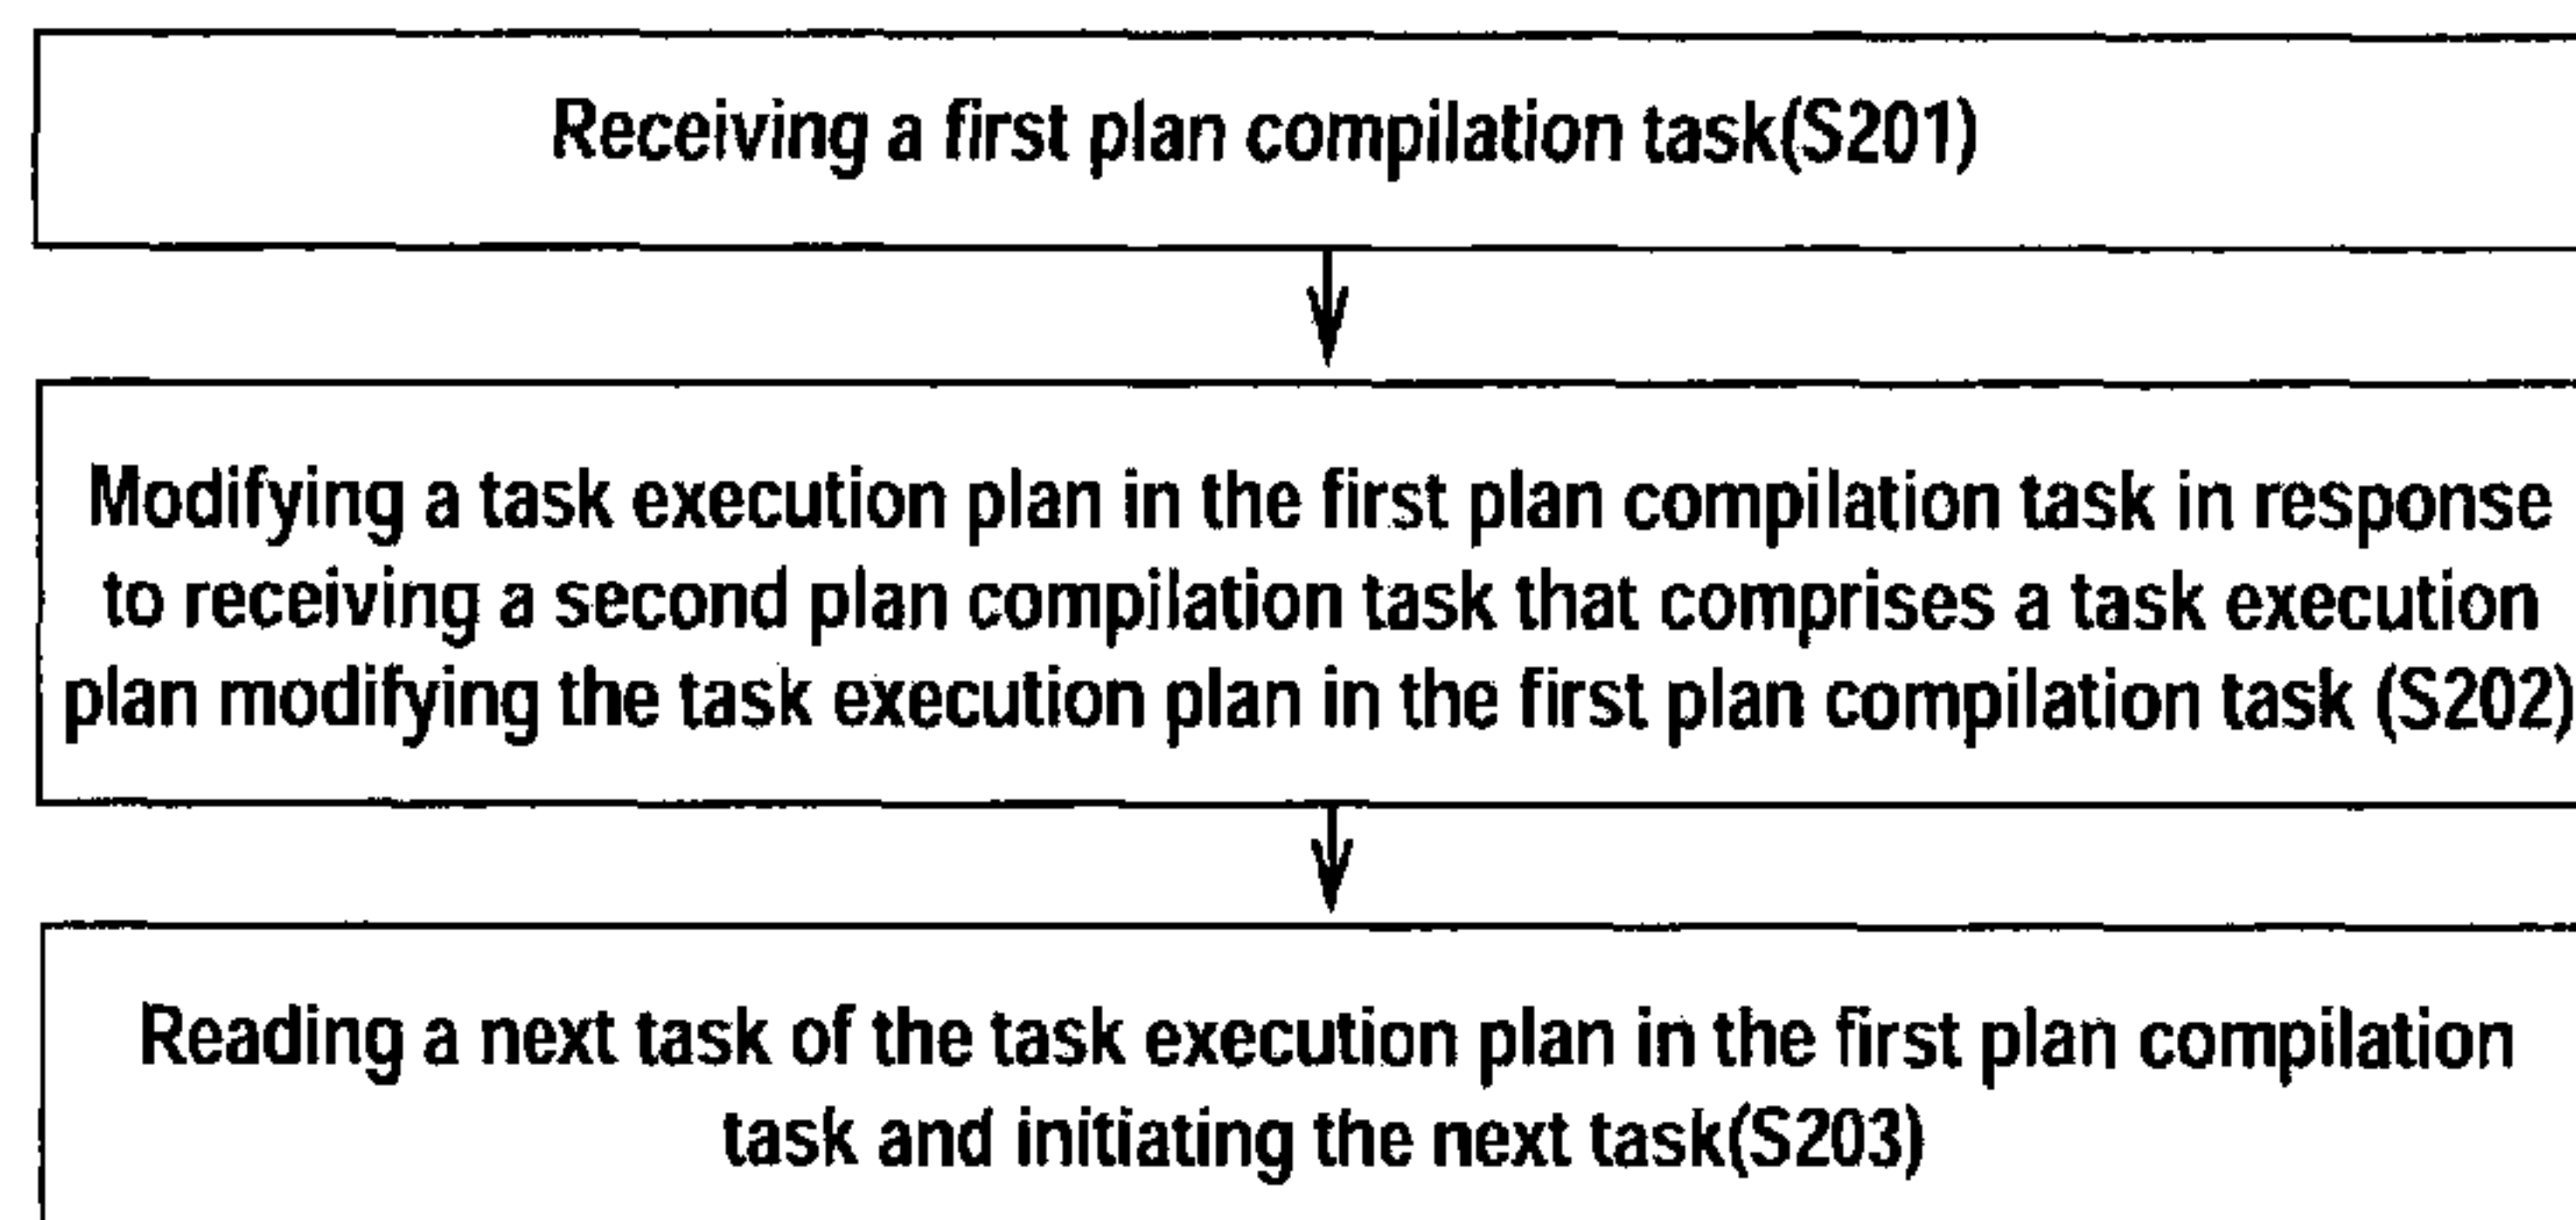 Receiving a first plan compilation task(S201)
Modifying a task execution plan in the first plan compilation task in response
to receiving a second plan compilation task that comprises a task execution
plan modifying the task execution plan in the first plan compilation task (S202)
Reading a next task of the task execution plan in the first plan compilation
task and initiating the next task(S203)